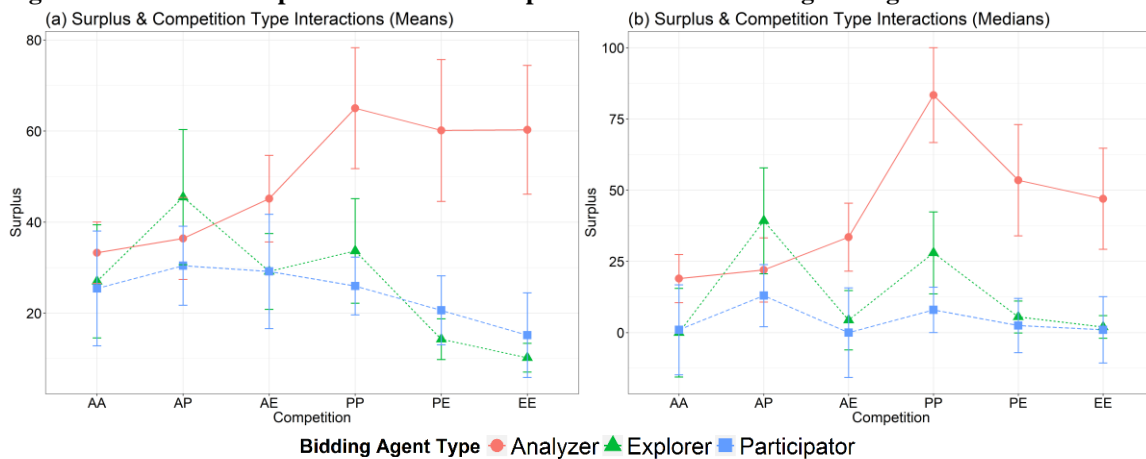 (a) Surplus & Competition Type Interactions (Means)
80
60
40
20
Surplus
AA AP AE PP PE EE
Competition
(b) Surplus & Competition Type Interactions (Medians)
100
75
50
25
0
Surplus
AA AP AE PP PE EE
Competition
Bidding Agent Type Analyzer Explorer Participator